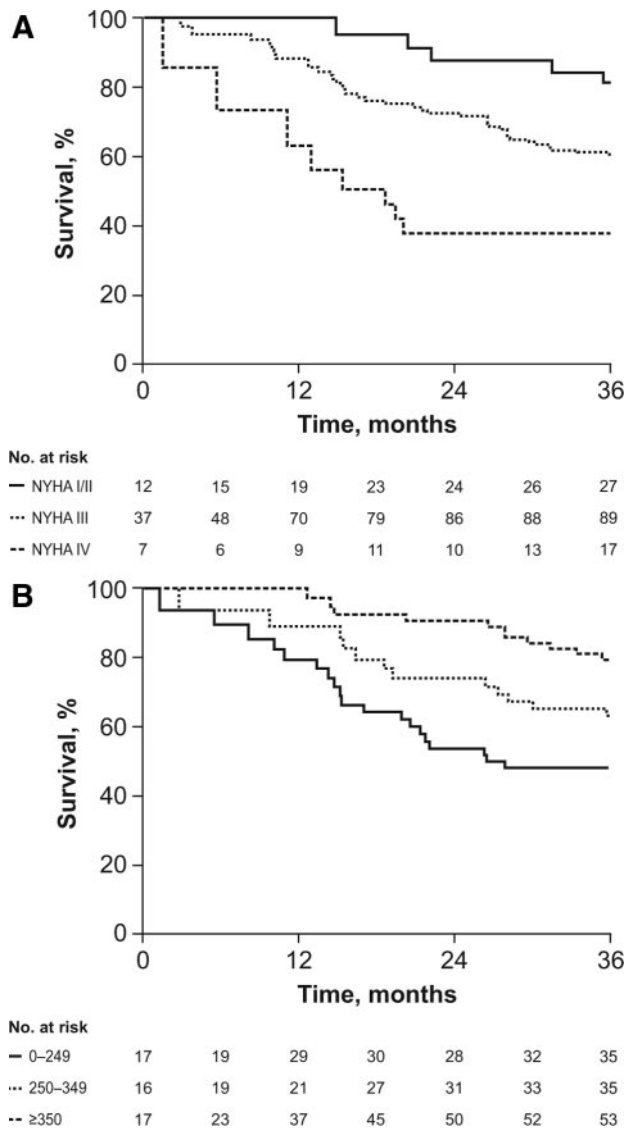 A
100
80
60
40
20
0
Survival, %
0 12 24 36
Time, months
No. at risk
NYHA I/II 12 15 19 23 24 26 27
NYHA III 37 48 70 79 86 88 89
NYHA IV 7 6 9 11 10 13 17
B
100
80
60
40
20
0
Survival, %
0 12 24 36
Time, months
No. at risk
0–249 17 19 29 30 28 32 35
250–349 16 19 21 27 31 33 35
≥350 17 23 37 45 50 52 53